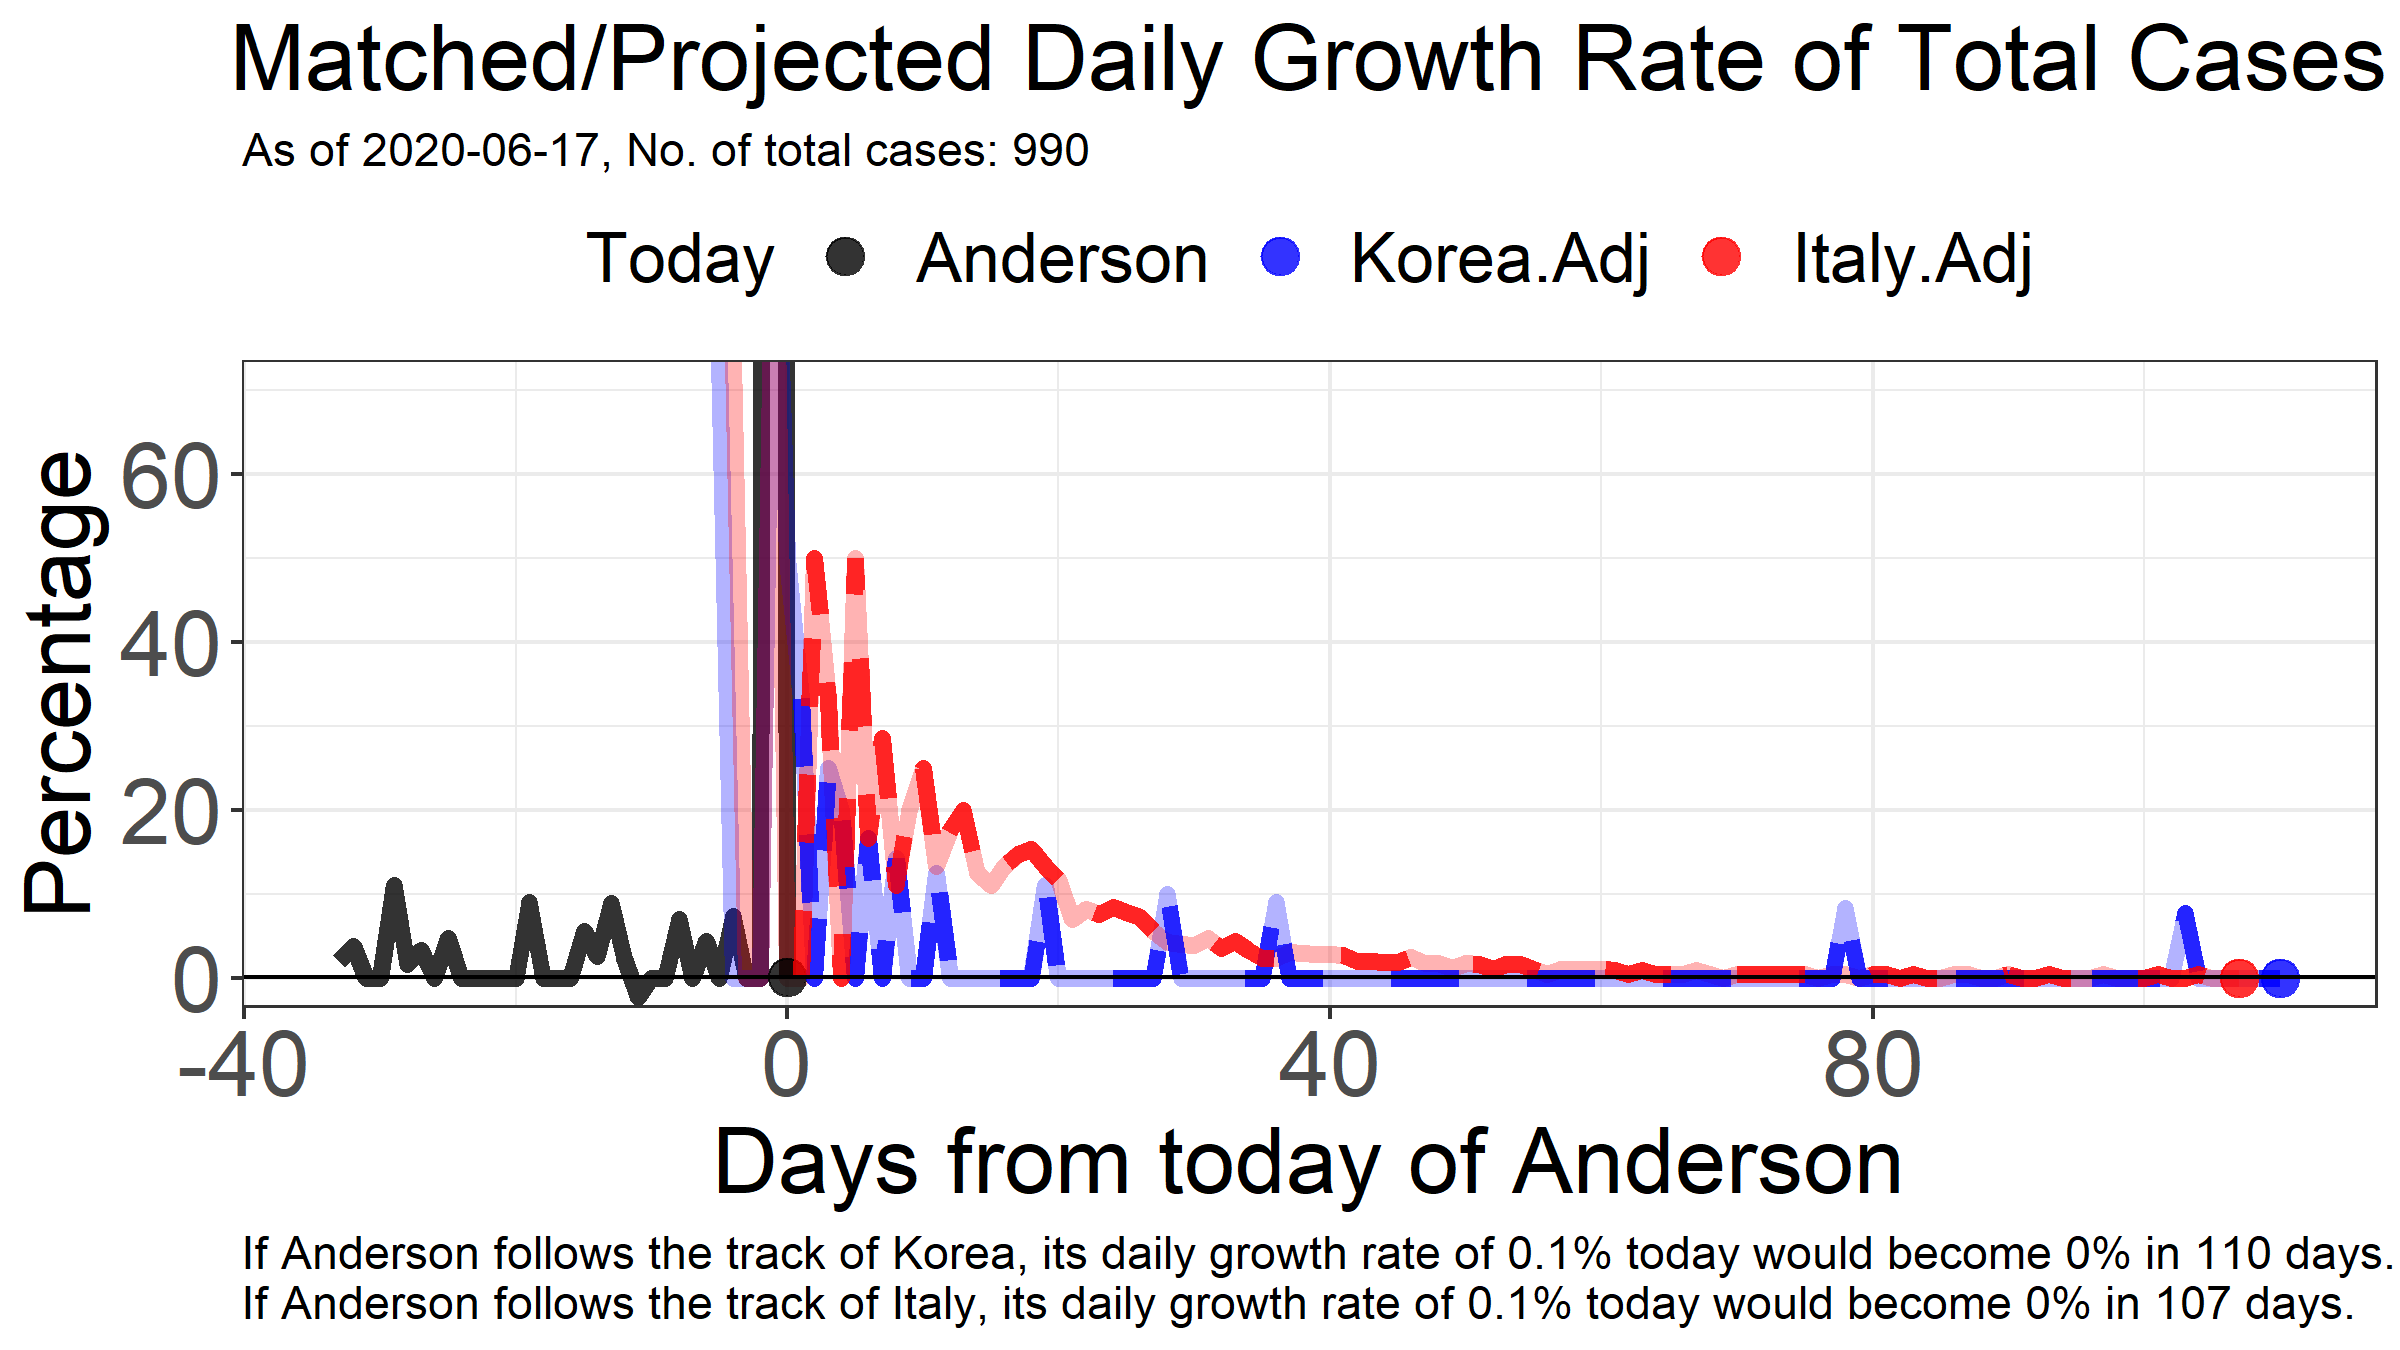 Matched/Projected Daily Growth Rate of Total Cases
As of 2020-06-17, No. of total cases: 990
Today Anderson Korea.Adj Italy.Adj
Percentage
60
40
20
0
-40 0 40 80
Days from today of Anderson
If Anderson follows the track of Korea, its daily growth rate of 0.1% today would become 0% in 110 days.
If Anderson follows the track of Italy, its daily growth rate of 0.1% today would become 0% in 107 days.